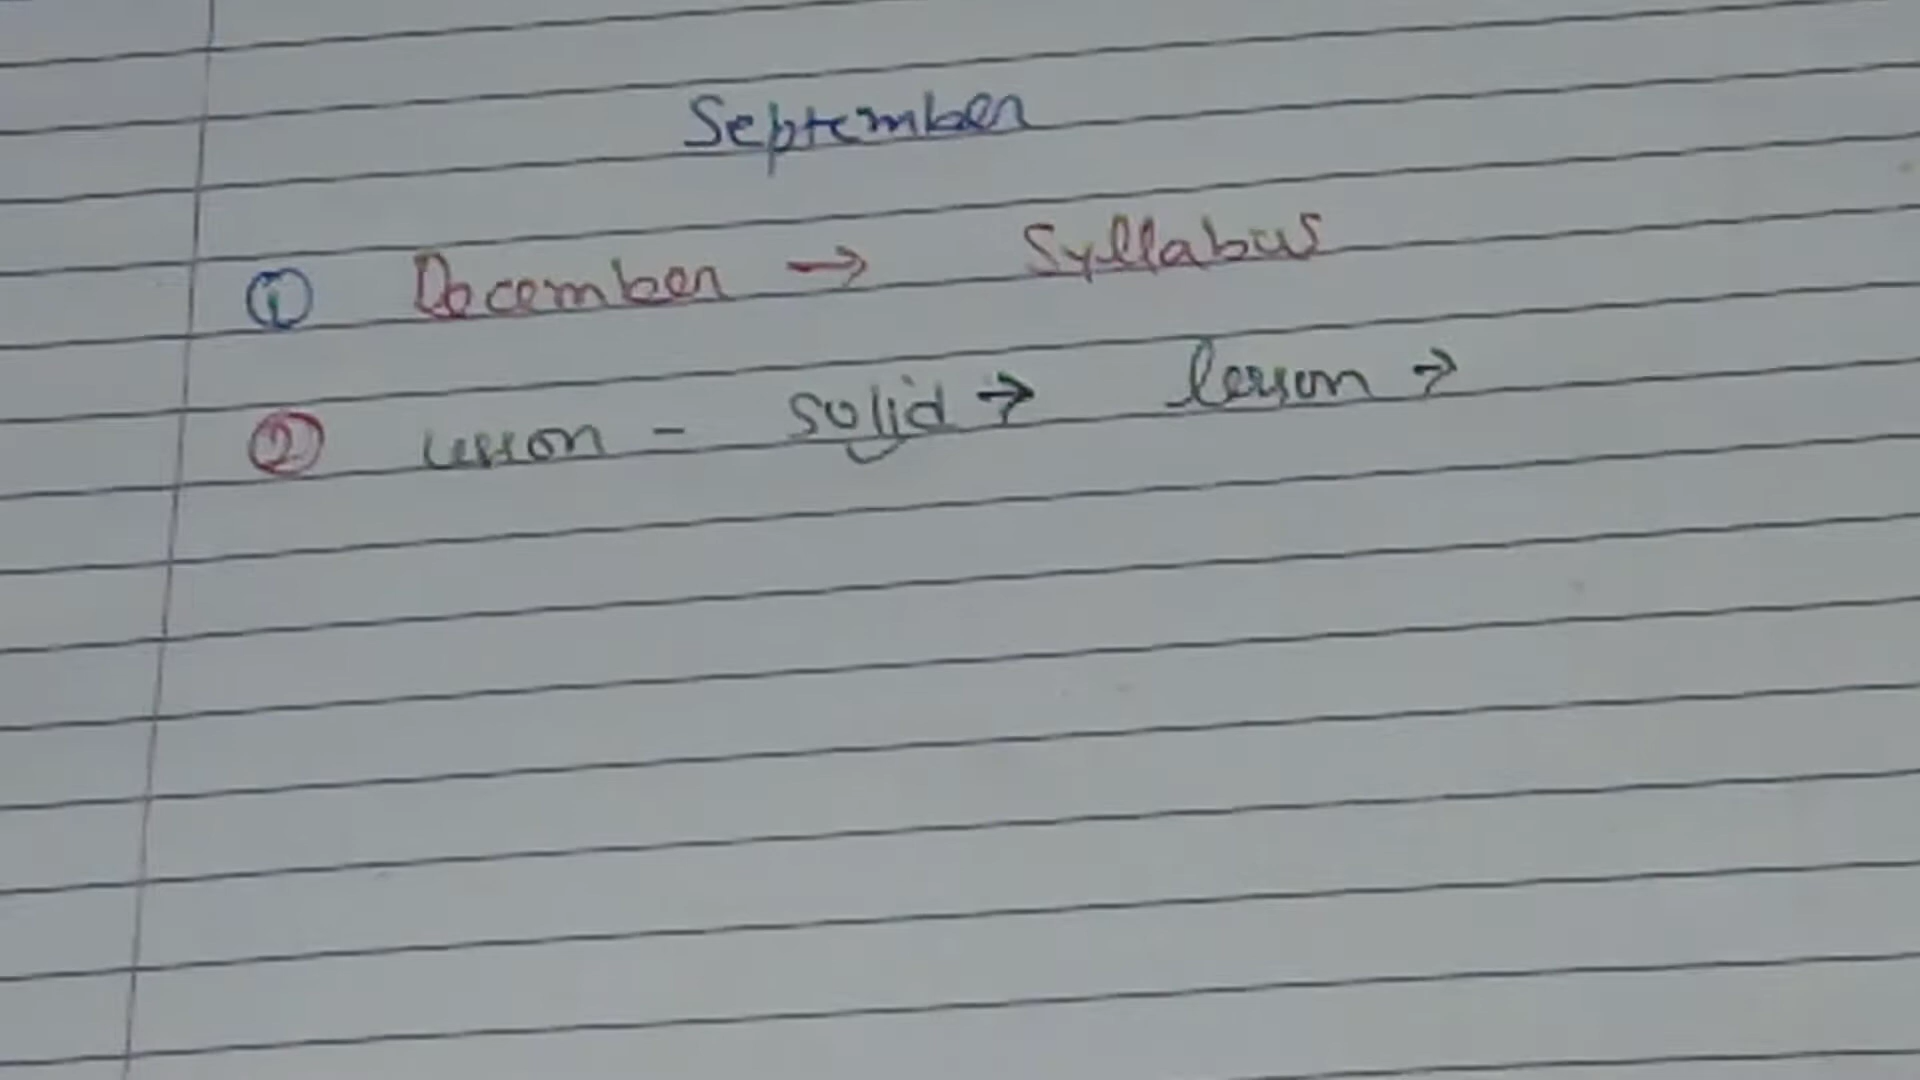 September
① December → Syllabus
② lesson - solid → lesson →